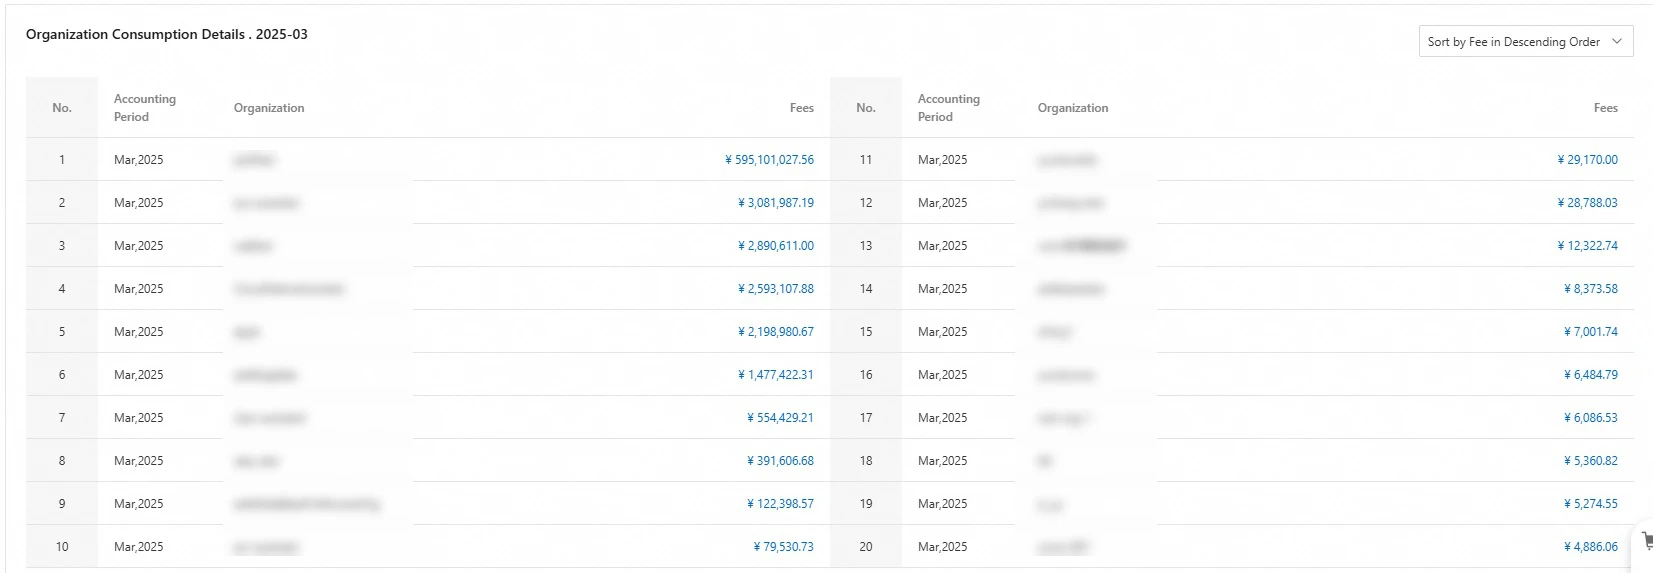 Organization Consumption Details . 2025-03
Sort by Fee in Descending Order
No. Accounting Period Organization Fees No. Accounting Period Organization Fees
1 Mar,2025 ¥ 595,101,027.56 11 Mar,2025 ¥ 29,170.00
2 Mar,2025 ¥ 3,081,987.19 12 Mar,2025 ¥ 28,788.03
3 Mar,2025 ¥ 2,890,611.00 13 Mar,2025 ¥ 12,322.74
4 Mar,2025 ¥ 2,593,107.88 14 Mar,2025 ¥ 8,373.58
5 Mar,2025 ¥ 2,198,980.67 15 Mar,2025 ¥ 7,001.74
6 Mar,2025 ¥ 1,477,422.31 16 Mar,2025 ¥ 6,484.79
7 Mar,2025 ¥ 554,429.21 17 Mar,2025 ¥ 6,086.53
8 Mar,2025 ¥ 391,606.68 18 Mar,2025 ¥ 5,360.82
9 Mar,2025 ¥ 122,398.57 19 Mar,2025 ¥ 5,274.55
10 Mar,2025 ¥ 79,530.73 20 Mar,2025 ¥ 4,886.06